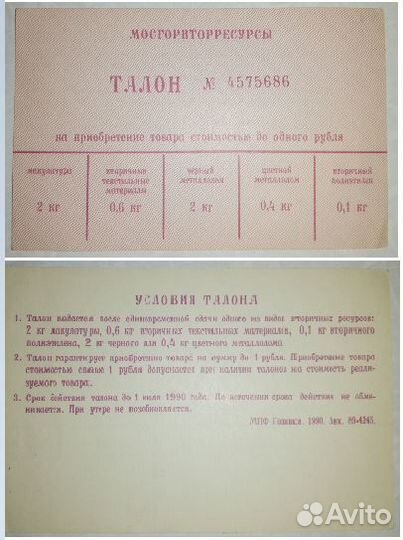 МОСГОРВТОРРЕСУРСЫ
ТАЛОН № 4575686
на приобретение товара стоимостью до одного рубля
макулатура
2 кг
вторичные
текстильные
материалы
0,6 кг
черный
металлолом
2 кг
цветной
металлолом
0,4 кг
вторичный
полиэтилен
0,1 кг
УСЛОВИЯ ТАЛОНА
1. Талон выдается после единовременной сдачи одного из видов вторичных ресурсов:
2 кг макулатуры, 0,6 кг вторичных текстильных материалов, 0,1 кг вторичного
полиэтилена, 2 кг черного или 0,4 кг цветного металлолома
2. Талон гарантирует приобретение товара на сумму до 1 рубля. Приобретение товара
стоимостью свыше 1 рубля допускается при наличии талонов на стоимость реали-
зуемого товара.
3. Срок действия талона до 1 июля 1990 года. По истечении срока действия не обме-
нивается. При утере не возобновляется.
МПФ Гознака. 1990. Зак. 89-4245.
Avito